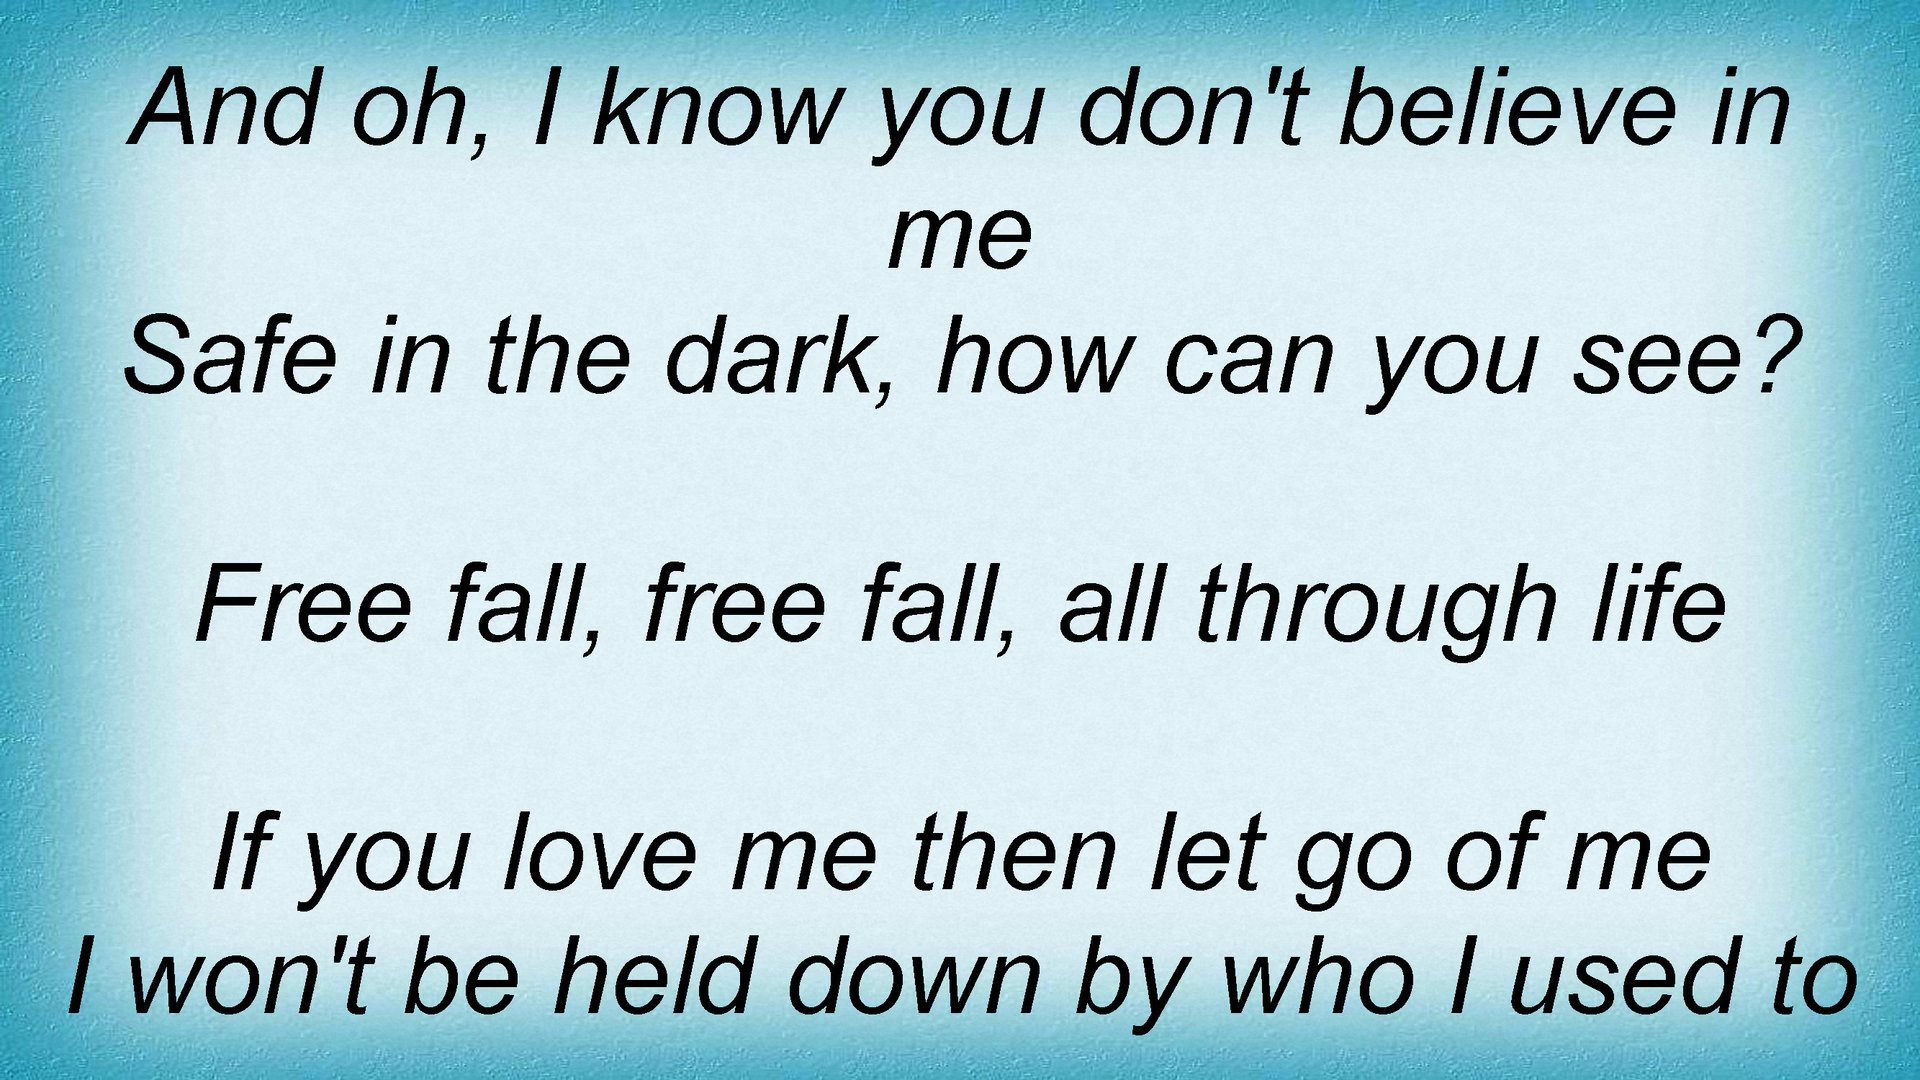 And oh, I know you don't believe in
me
Safe in the dark, how can you see?
Free fall, free fall, all through life
If you love me then let go of me
I won't be held down by who I used to